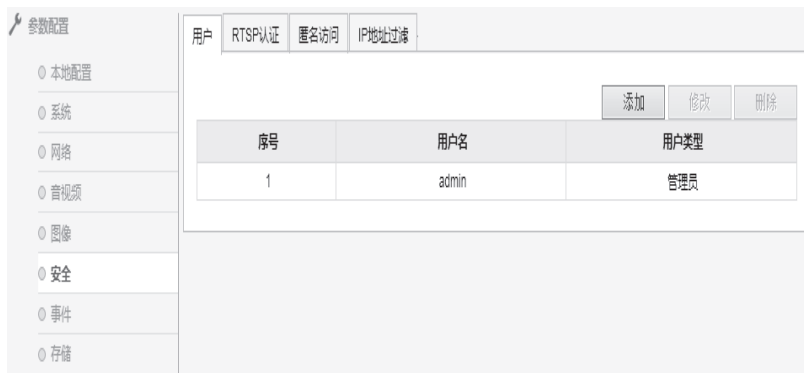 参数配置
本地配置
系统
网络
音视频
图像
安全
事件
存储
用户 RTSP认证 匿名访问 IP地址过滤
添加 修改 删除
序号 用户名 用户类型
1 admin 管理员